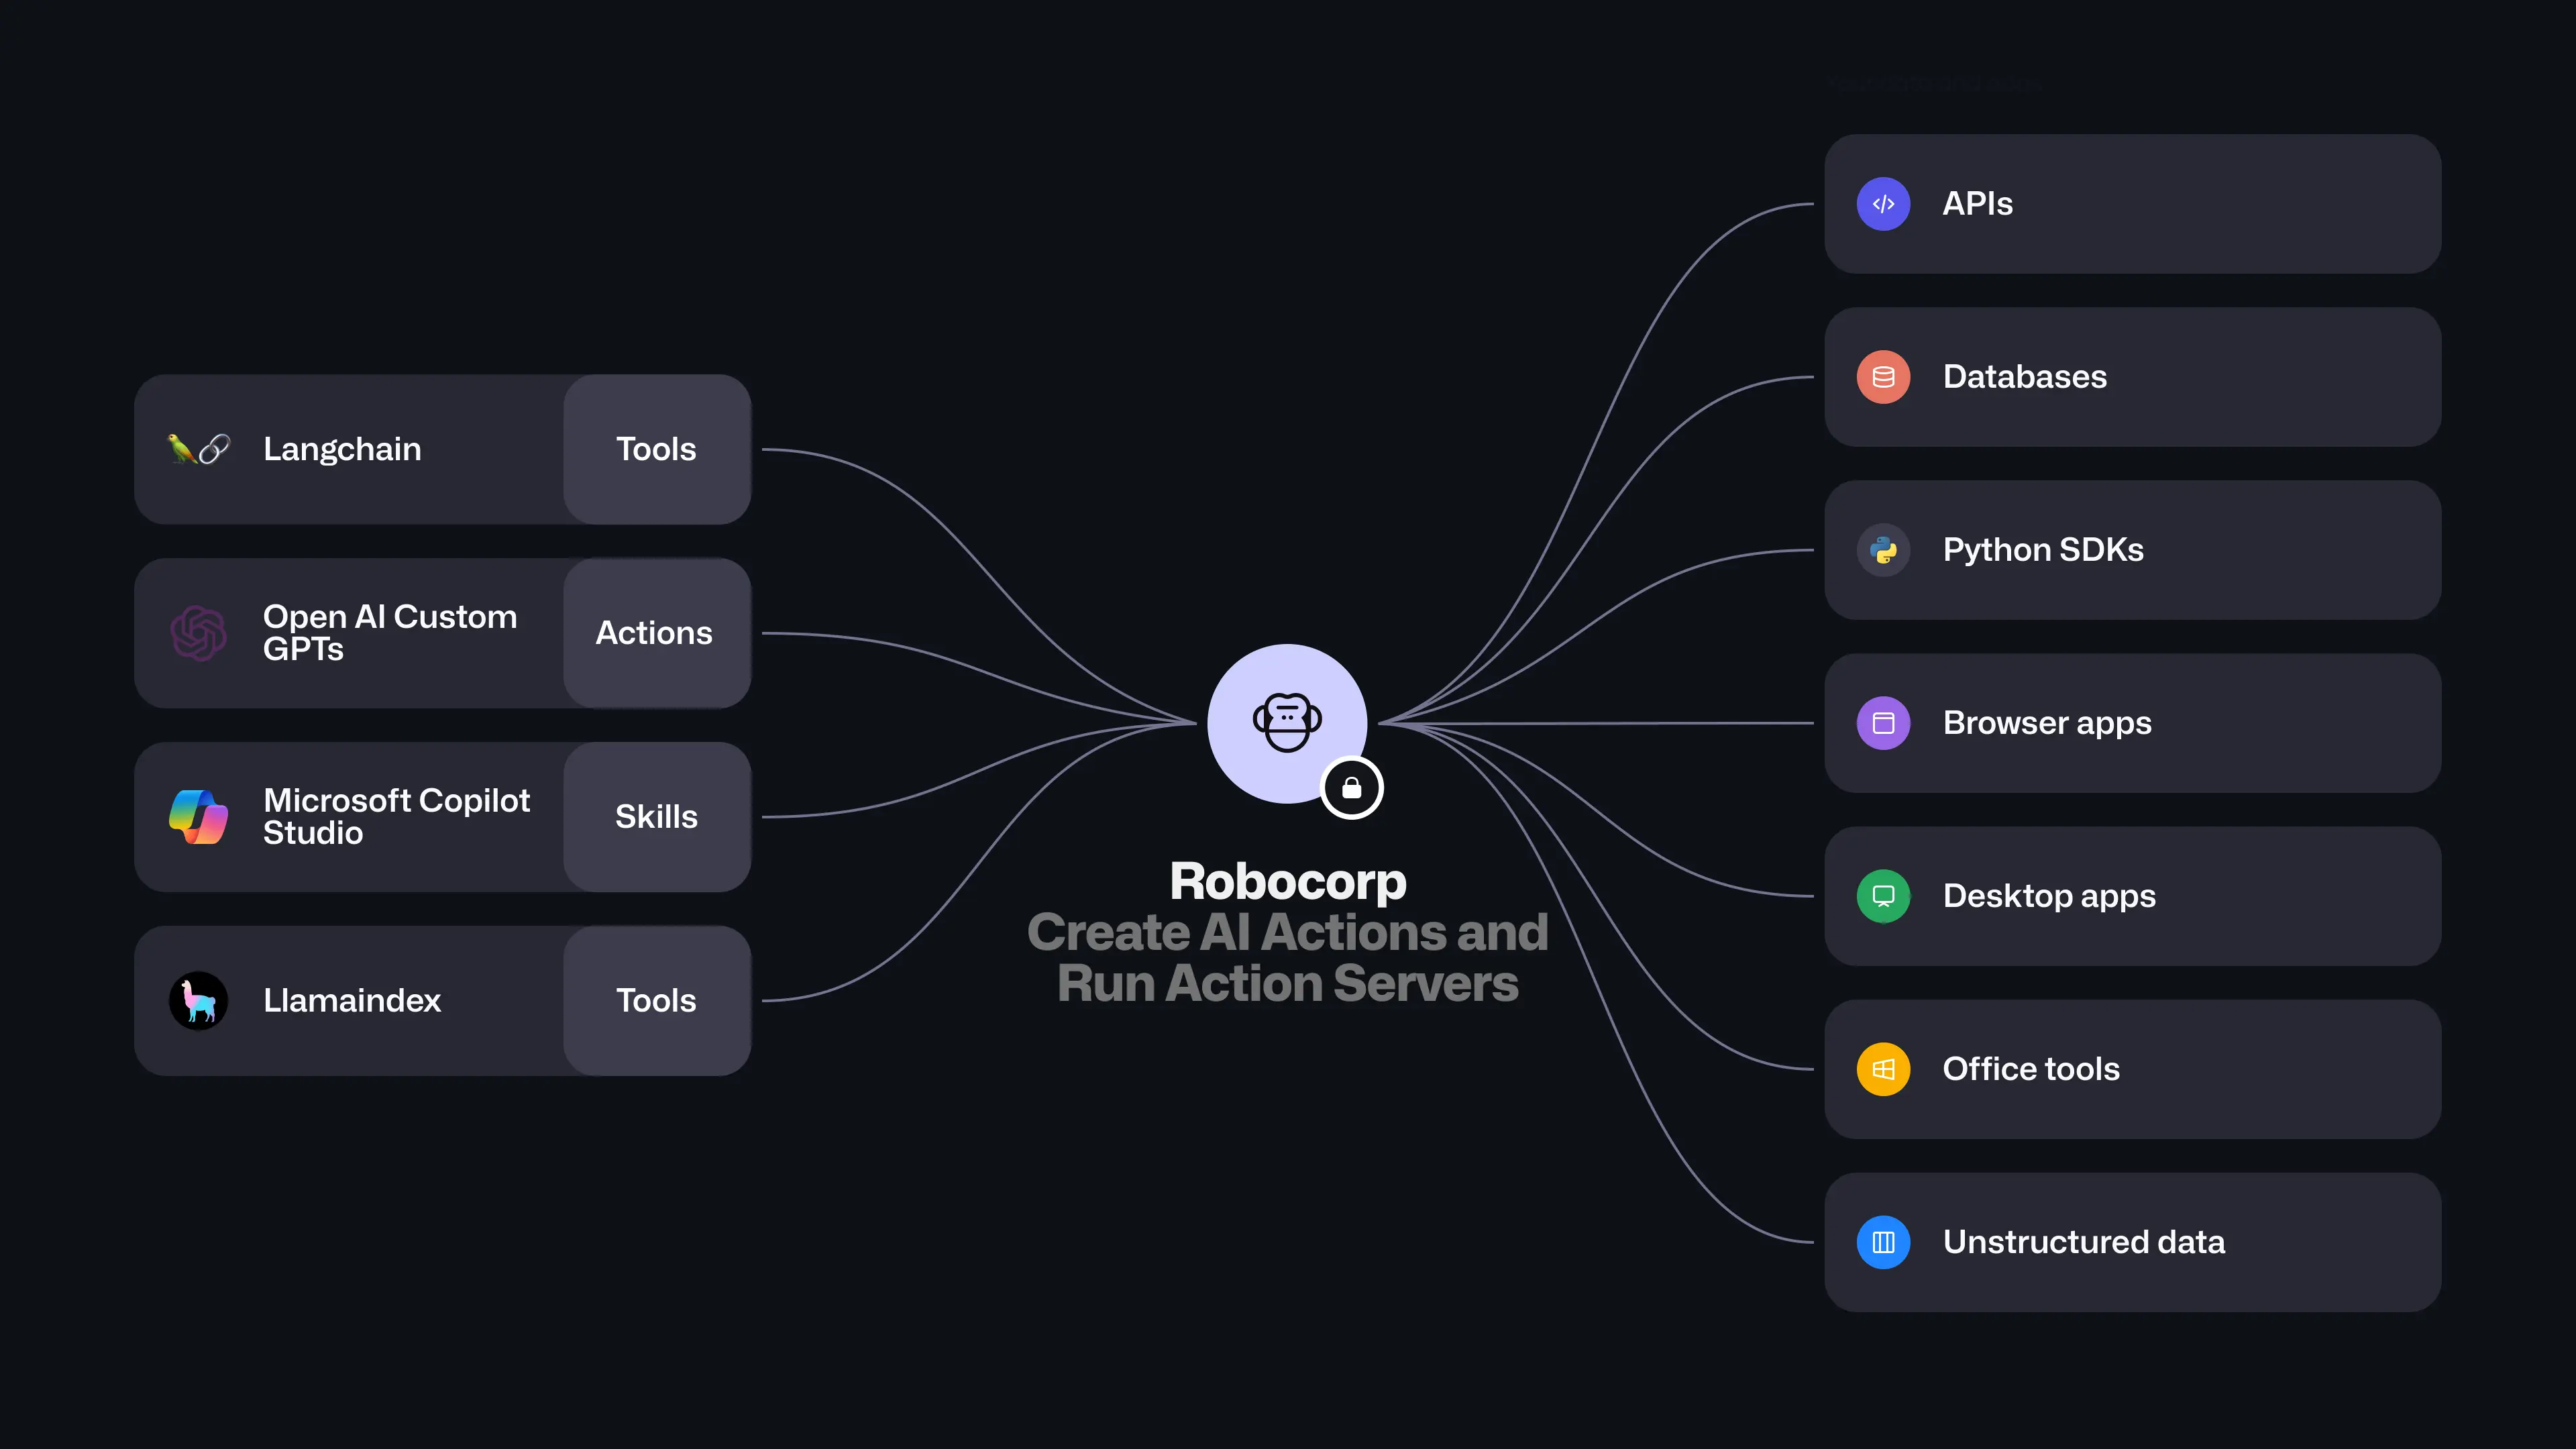 Langchain
Tools
Open AI Custom
GPTs
Actions
Microsoft Copilot
Studio
Skills
Llamaindex
Tools
Robocorp
Create AI Actions and
Run Action Servers
APIs
Databases
Python SDKs
Browser apps
Desktop apps
Office tools
Unstructured data